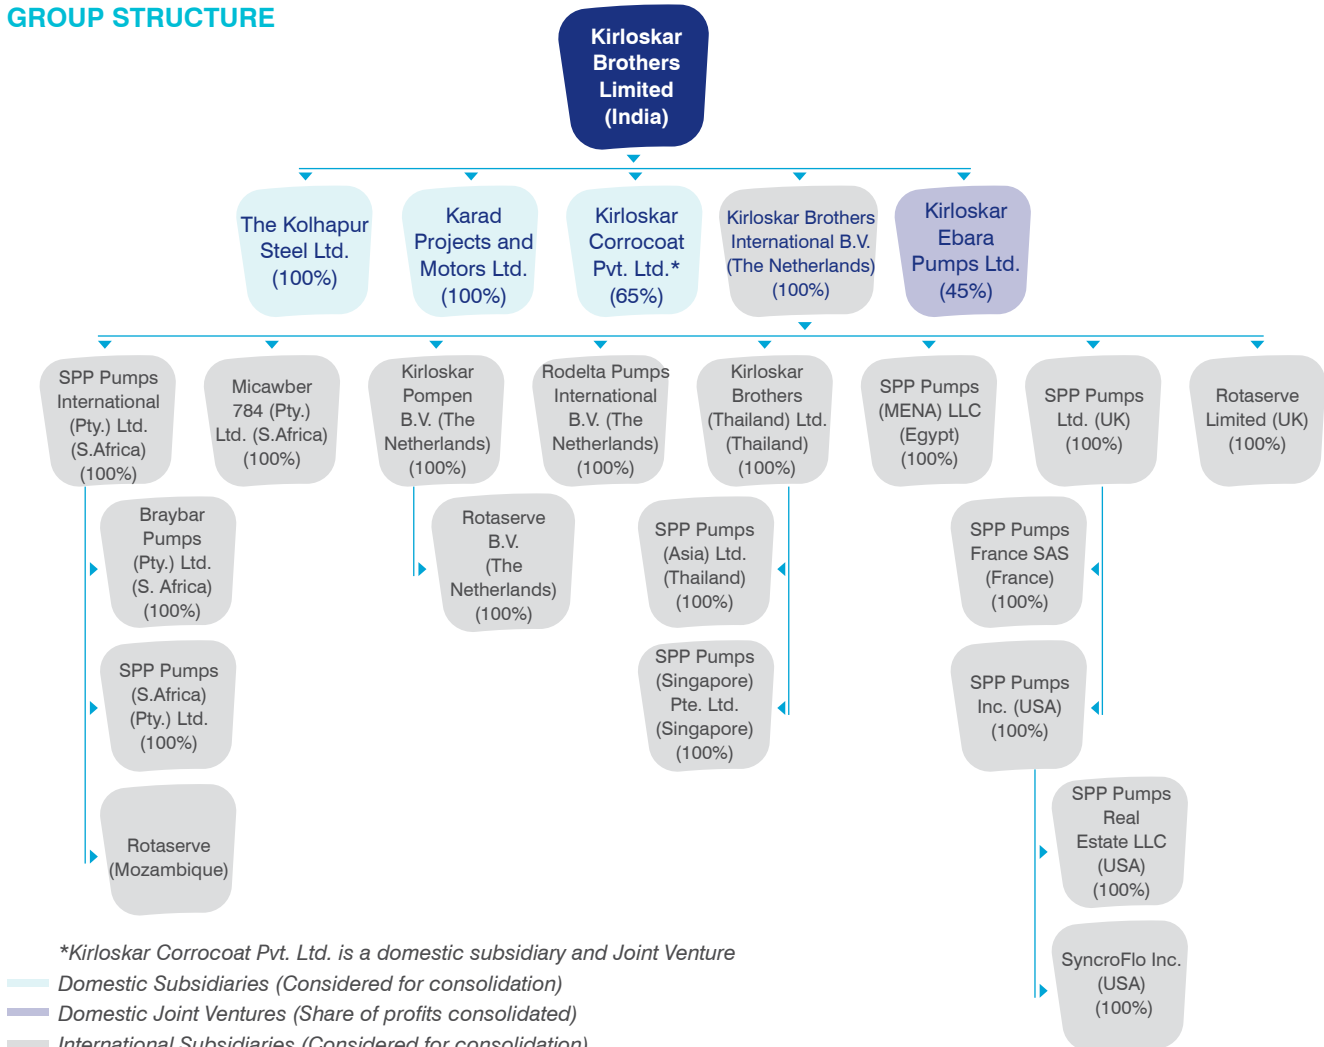 GROUP STRUCTURE
Kirloskar
Brothers
Limited
(India)
The Kolhapur
Steel Ltd.
(100%)
Karad
Projects and
Motors Ltd.
(100%)
Kirloskar
Corrocoat
Pvt. Ltd.*
(65%)
Kirloskar Brothers
International B.V.
(The Netherlands)
(100%)
Kirloskar
Ebara
Pumps Ltd.
(45%)
SPP Pumps
International
(Pty.) Ltd.
(S.Africa)
(100%)
Micawber
784 (Pty.)
Ltd. (S.Africa)
(100%)
Kirloskar
Pompen
B.V. (The
Netherlands)
(100%)
Rodelta Pumps
International
B.V. (The
Netherlands)
(100%)
Kirloskar
Brothers
(Thailand) Ltd.
(Thailand)
(100%)
SPP Pumps
(MENA) LLC
(Egypt)
(100%)
SPP Pumps
Ltd. (UK)
(100%)
Rotaserve
Limited (UK)
(100%)
Braybar
Pumps
(Pty.) Ltd.
(S. Africa)
(100%)
Rotaserve
B.V.
(The
Netherlands)
(100%)
SPP Pumps
(Asia) Ltd.
(Thailand)
(100%)
SPP Pumps
France SAS
(France)
(100%)
SPP Pumps
(S.Africa)
(Pty.) Ltd.
(100%)
SPP Pumps
(Singapore)
Pte. Ltd.
(Singapore)
(100%)
SPP Pumps
Inc. (USA)
(100%)
Rotaserve
(Mozambique)
SPP Pumps
Real
Estate LLC
(USA)
(100%)
SyncroFlo Inc.
(USA)
(100%)
*Kirloskar Corrocoat Pvt. Ltd. is a domestic subsidiary and Joint Venture
Domestic Subsidiaries (Considered for consolidation)
Domestic Joint Ventures (Share of profits consolidated)
International Subsidiaries (Considered for consolidation)